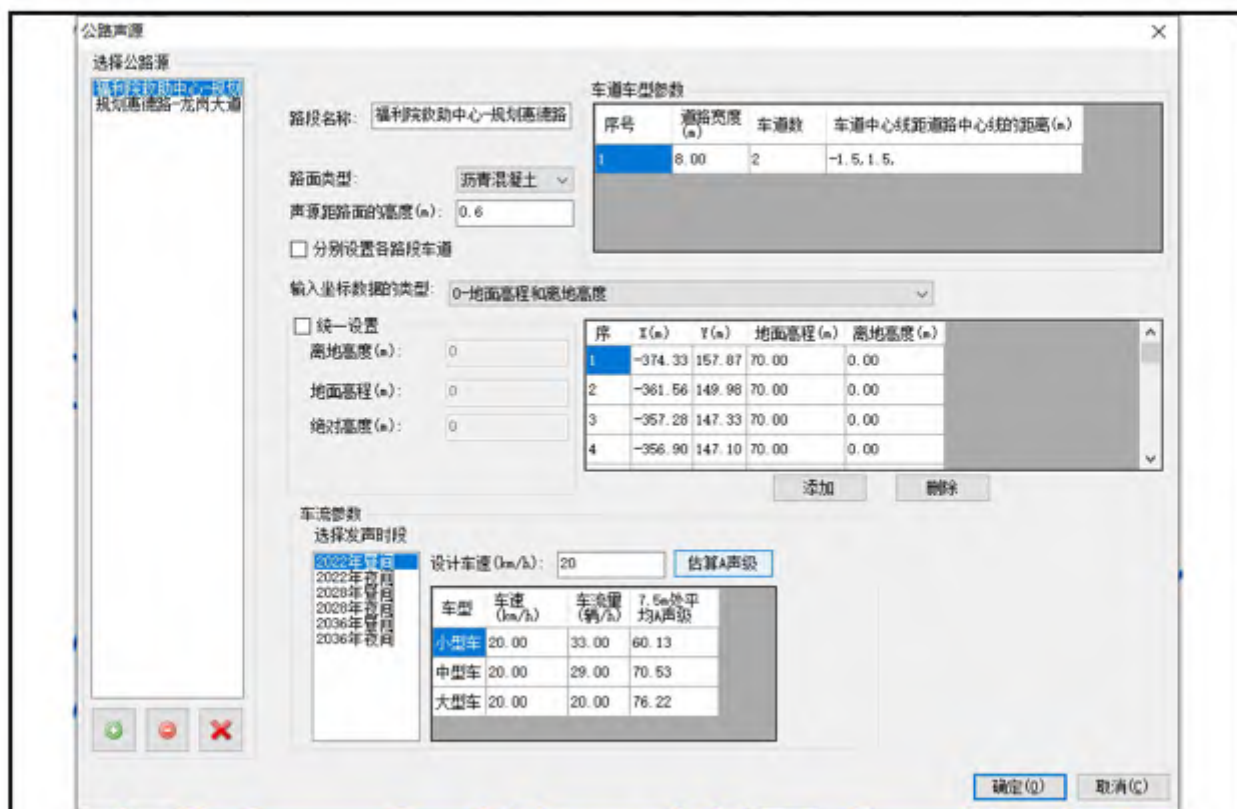 公路声源
选择公路源
福利院救助中心-规划
规划惠德路-龙岗大道
路段名称: 福利院救助中心-规划惠德路
路面类型: 沥青混凝土
声源距路面的高度(m): 0.6
分别设置各路段车道
车道车型参数
序号 道路宽度(m) 车道数 车道中心线距道路中心线的距离(m)
1 8.00 2 -1.5,1.5,
输入坐标数据的类型: 0-地面高程和离地高度
统一设置
离地高度(m): 0
地面高程(m): 0
绝对高度(m): 0
序 X(m) Y(m) 地面高程(m) 离地高度(m)
1 -374.33 157.87 70.00 0.00
2 -361.56 149.98 70.00 0.00
3 -357.28 147.33 70.00 0.00
4 -356.90 147.10 70.00 0.00
添加 删除
车流参数
选择发声时段
2022年昼间
2022年夜间
2028年昼间
2028年夜间
2036年昼间
2036年夜间
设计车速(km/h): 20 估算A声级
车型 车速(km/h) 车流量(辆/h) 7.5m处平均A声级
小型车 20.00 33.00 60.13
中型车 20.00 29.00 70.53
大型车 20.00 20.00 76.22
确定(O) 取消(C)